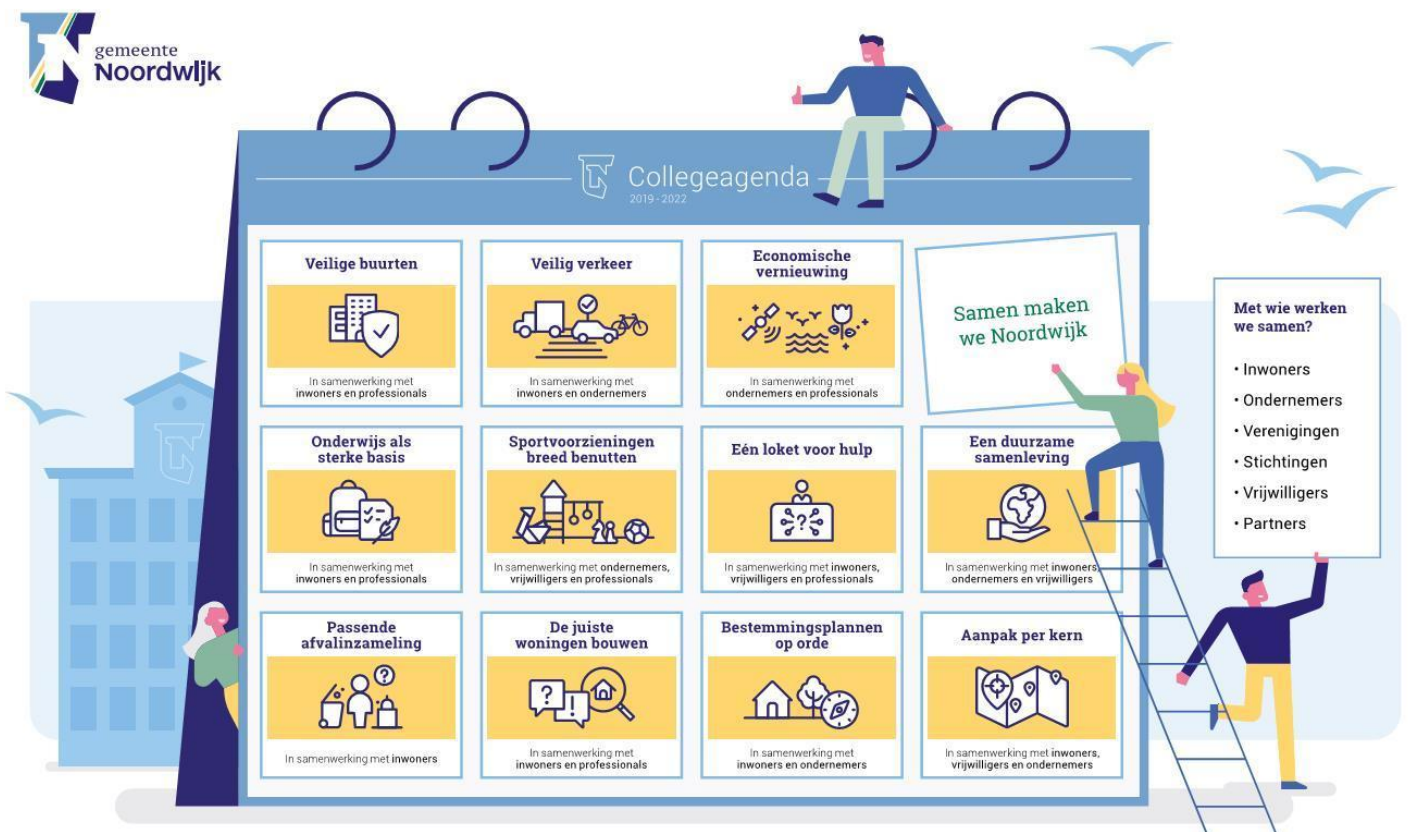 gemeente
NoordwIjk
Collegeagenda
2019 - 2022
Veilige buurten
In samenwerking met
inwoners en professionals
Veilig verkeer
In samenwerking met
inwoners en ondernemers
Economische
vernieuwing
In samenwerking met
ondernemers en professionals
Samen maken
we Noordwijk
Onderwijs als
sterke basis
In samenwerking met
inwoners en professionals
Sportvoorzieningen
breed benutten
In samenwerking met ondernemers,
vrijwilligers en professionals
Eén loket voor hulp
In samenwerking met inwoners,
vrijwilligers en professionals
Een duurzame
samenleving
In samenwerking met inwoners,
ondernemers en vrijwilligers
Passende
afvalinzameling
In samenwerking met inwoners
De juiste
woningen bouwen
In samenwerking met
inwoners en professionals
Bestemmingsplannen
op orde
In samenwerking met
inwoners en ondernemers
Aanpak per kern
In samenwerking met inwoners,
vrijwilligers en ondernemers
Met wie werken
we samen?
• Inwoners
• Ondernemers
• Verenigingen
• Stichtingen
• Vrijwilligers
• Partners